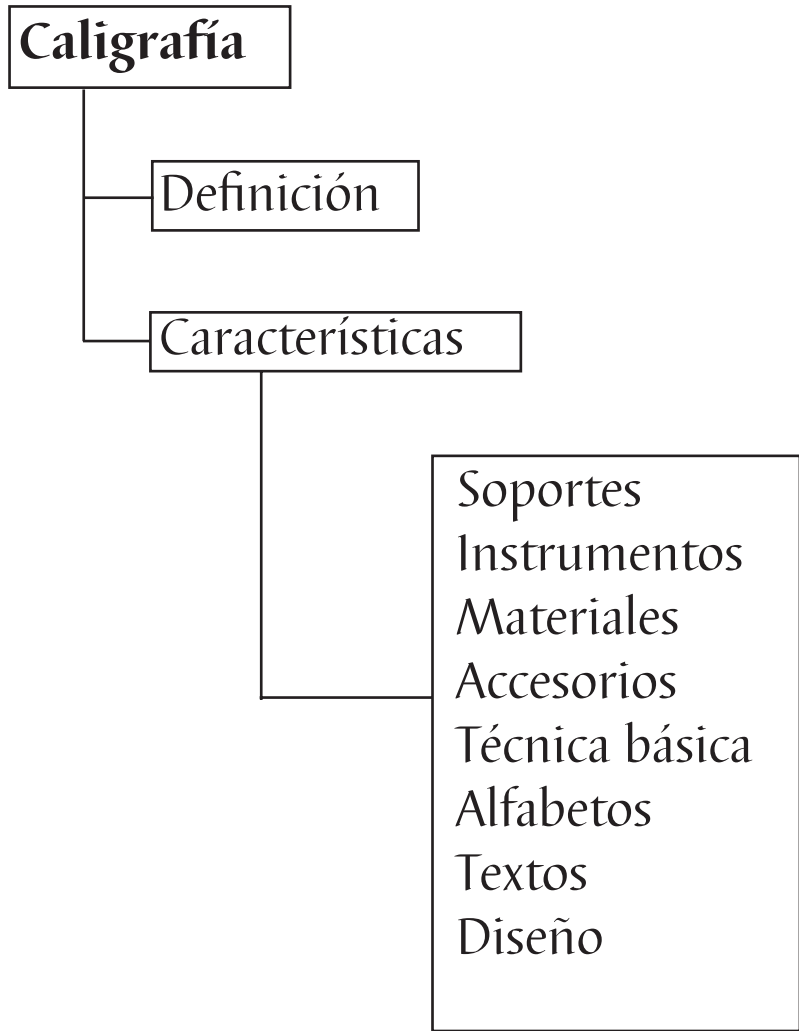 Caligrafía
Definición
Características
Soportes
Instrumentos
Materiales
Accesorios
Técnica básica
Alfabetos
Textos
Diseño